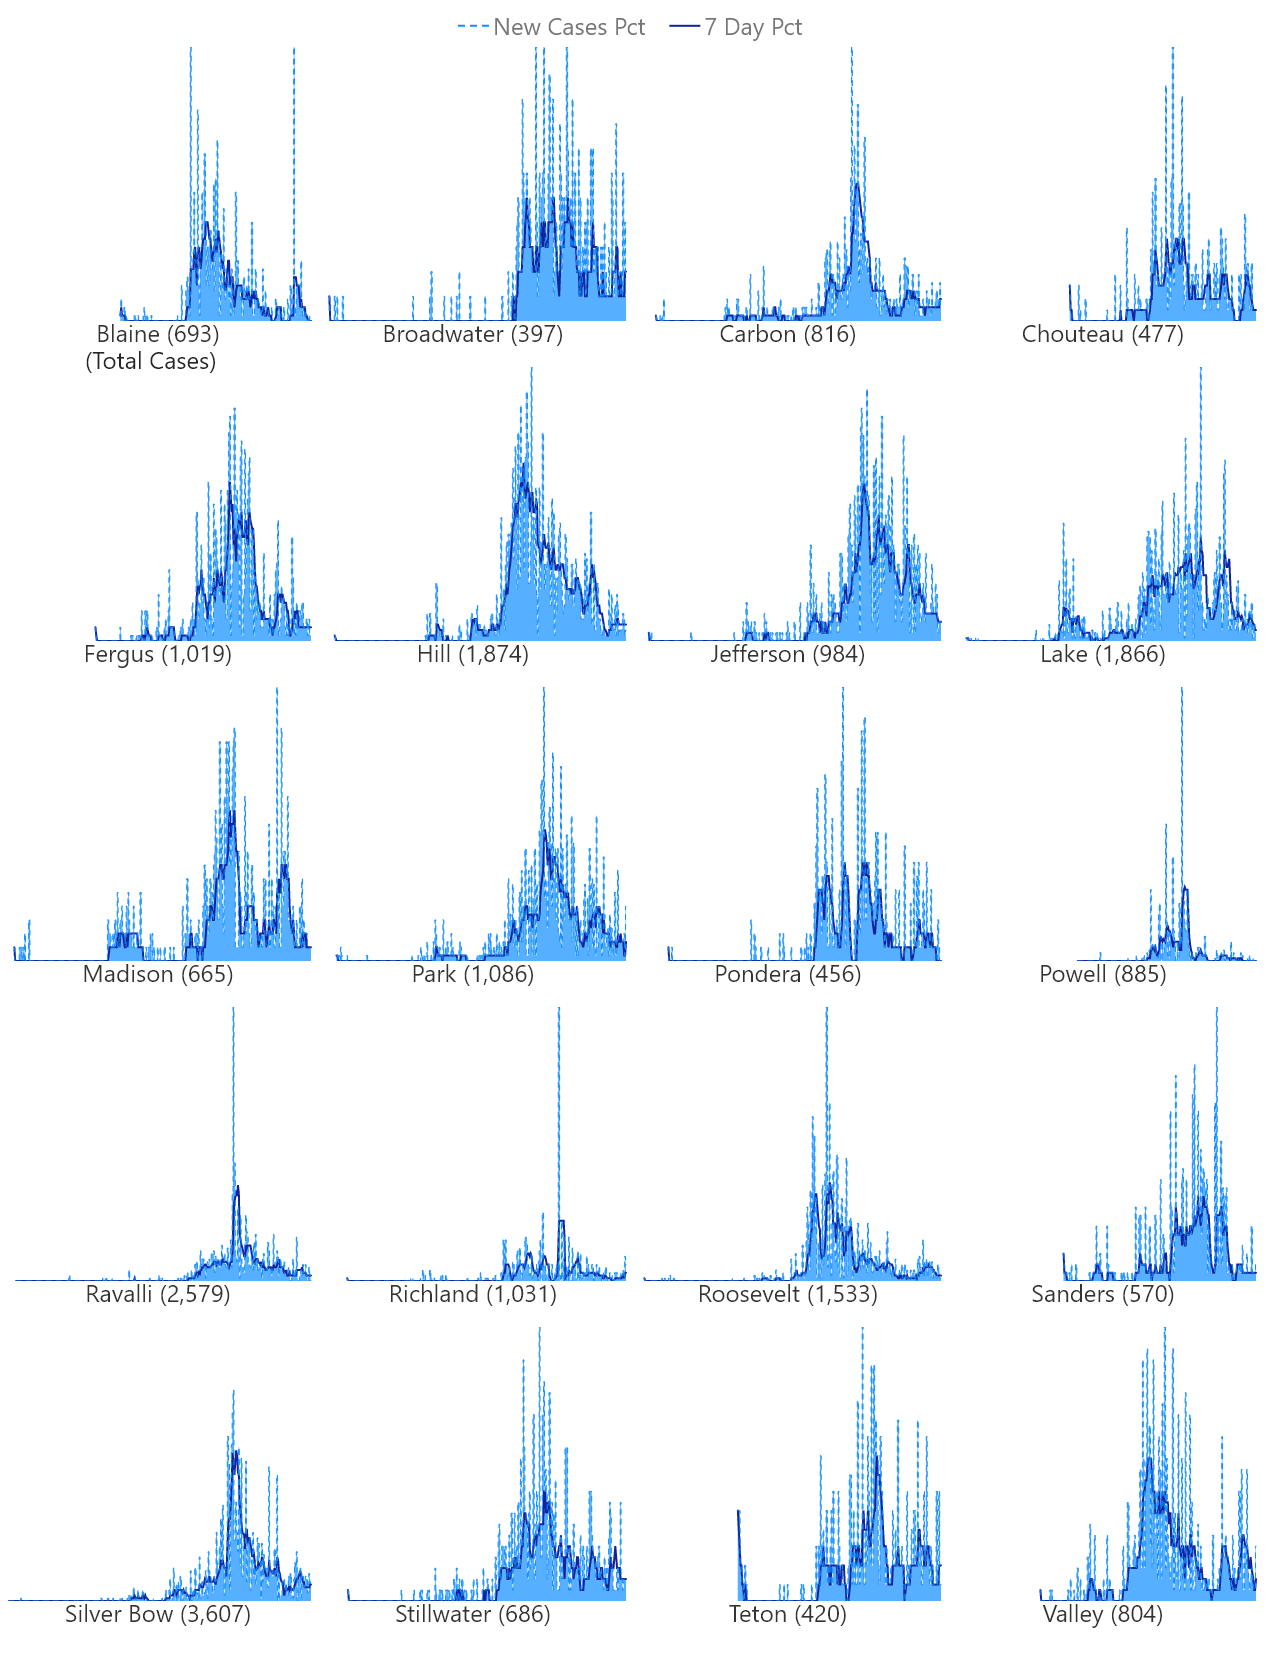 New Cases Pct 7 Day Pct
Blaine (693) Broadwater (397) Carbon (816) Chouteau (477)
(Total Cases)
Fergus (1,019) Hill (1,874) Jefferson (984) Lake (1,866)
Madison (665) Park (1,086) Pondera (456) Powell (885)
Ravalli (2,579) Richland (1,031) Roosevelt (1,533) Sanders (570)
Silver Bow (3,607) Stillwater (686) Teton (420) Valley (804)